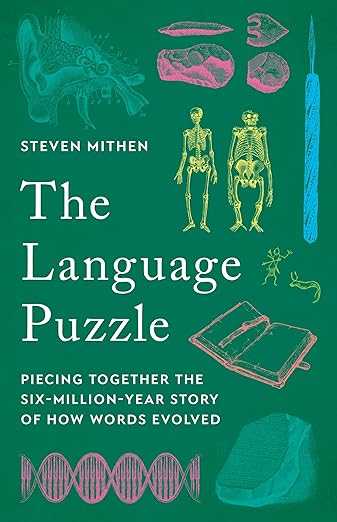 STEVEN MITHEN
The
Language
Puzzle
PIECING TOGETHER THE
SIX-MILLION-YEAR STORY
OF HOW WORDS EVOLVED